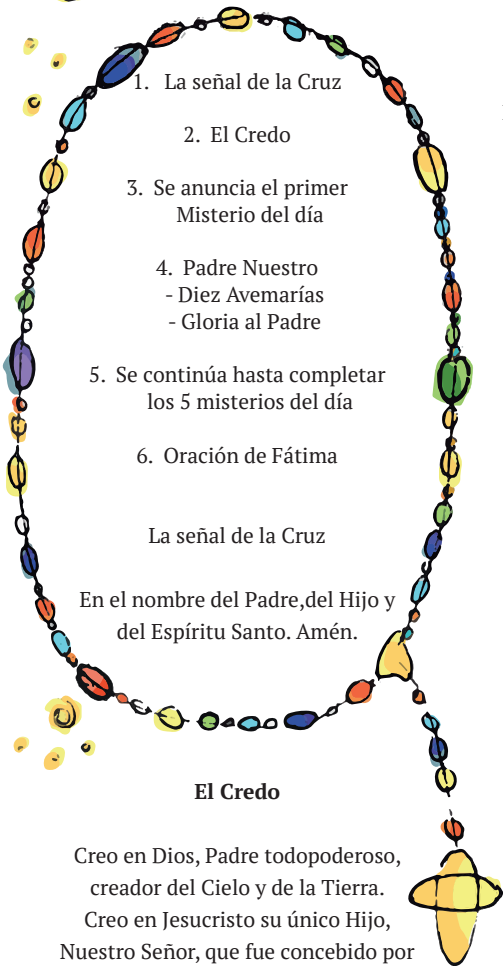 1. La señal de la Cruz
2. El Credo
3. Se anuncia el primer
Misterio del día
4. Padre Nuestro
- Diez Avemarías
- Gloria al Padre
5. Se continúa hasta completar
los 5 misterios del día
6. Oración de Fátima
La señal de la Cruz
En el nombre del Padre,del Hijo y
del Espíritu Santo. Amén.
El Credo
Creo en Dios, Padre todopoderoso,
creador del Cielo y de la Tierra.
Creo en Jesucristo su único Hijo,
Nuestro Señor, que fue concebido por